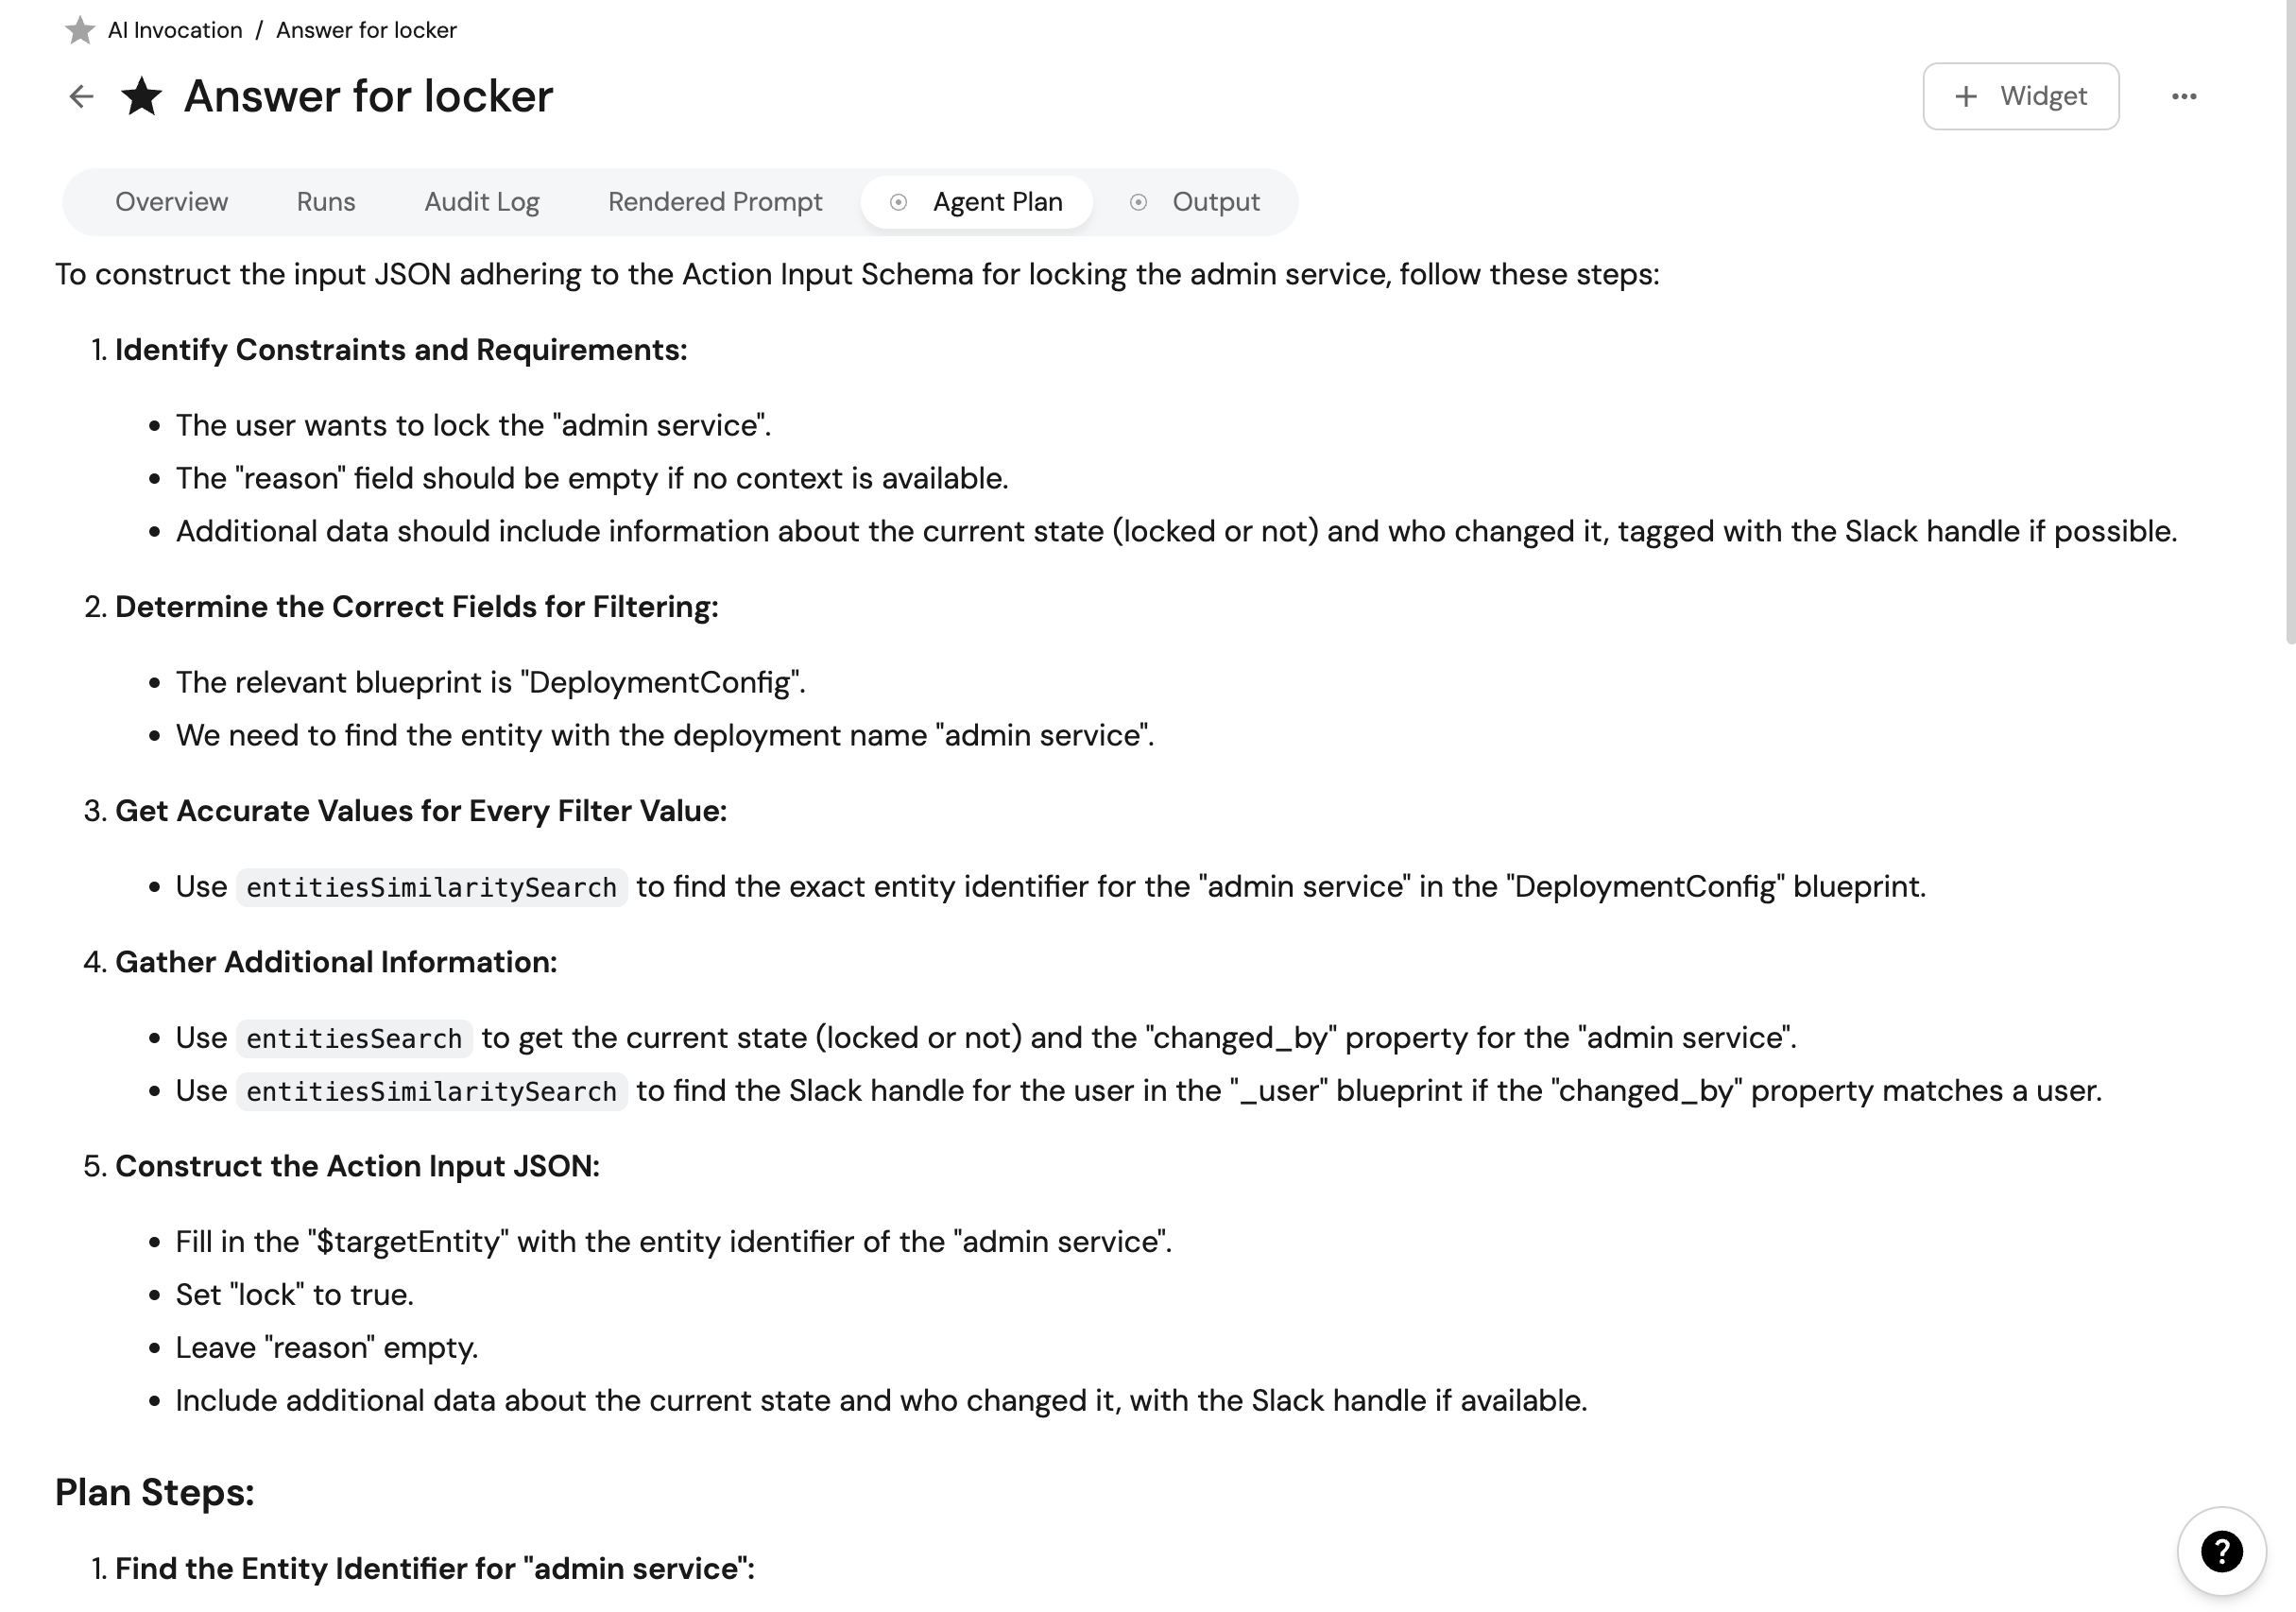 AI Invocation / Answer for locker
Answer for locker
+ Widget
Overview Runs Audit Log Rendered Prompt Agent Plan Output
To construct the input JSON adhering to the Action Input Schema for locking the admin service, follow these steps:
1. Identify Constraints and Requirements:
• The user wants to lock the "admin service".
• The "reason" field should be empty if no context is available.
• Additional data should include information about the current state (locked or not) and who changed it, tagged with the Slack handle if possible.
2. Determine the Correct Fields for Filtering:
• The relevant blueprint is "DeploymentConfig".
• We need to find the entity with the deployment name "admin service".
3. Get Accurate Values for Every Filter Value:
• Use entitiesSimilaritySearch to find the exact entity identifier for the "admin service" in the "DeploymentConfig" blueprint.
4. Gather Additional Information:
• Use entitiesSearch to get the current state (locked or not) and the "changed_by" property for the "admin service".
• Use entitiesSimilaritySearch to find the Slack handle for the user in the "_user" blueprint if the "changed_by" property matches a user.
5. Construct the Action Input JSON:
• Fill in the "$targetEntity" with the entity identifier of the "admin service".
• Set "lock" to true.
• Leave "reason" empty.
• Include additional data about the current state and who changed it, with the Slack handle if available.
Plan Steps:
1. Find the Entity Identifier for "admin service":
?